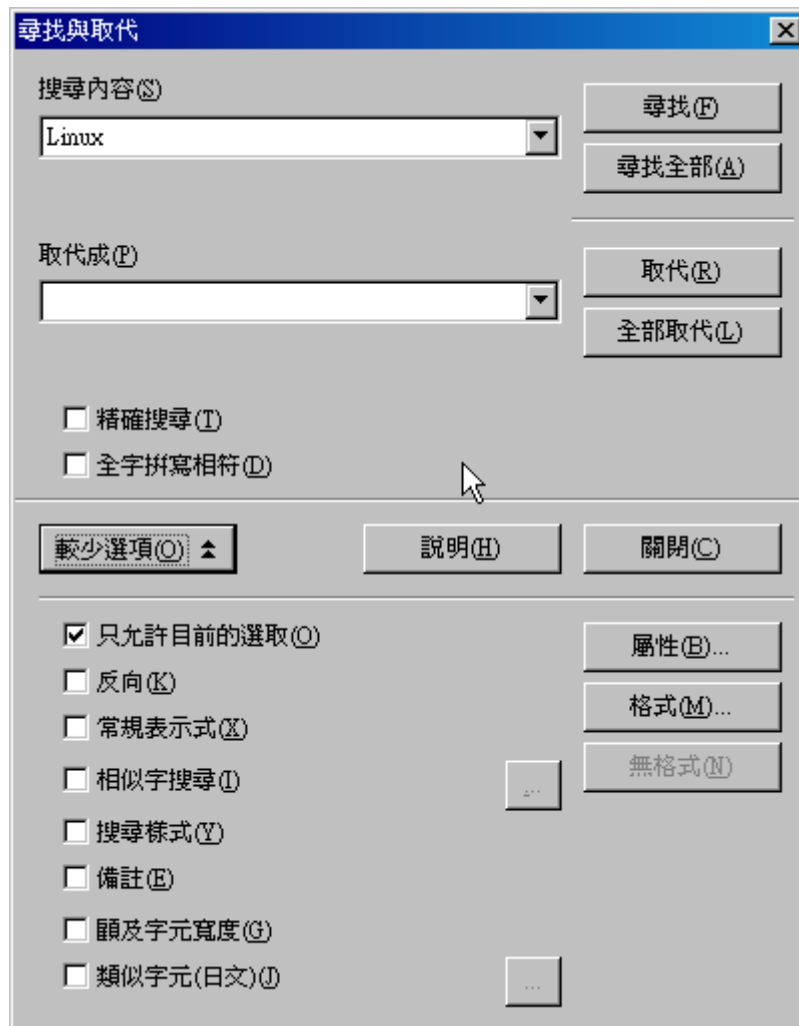 尋找與取代
搜尋內容(S)
Linux
尋找(F)
尋找全部(A)
取代成(P)
取代(R)
全部取代(L)
精確搜尋(T)
全字拼寫相符(D)
較少選項(O)
說明(H)
關閉(C)
只允許目前的選取(O)
反向(K)
常規表示式(X)
相似字搜尋(I)
...
搜尋樣式(Y)
備註(E)
顧及字元寬度(G)
類似字元(日文)(J)
...
屬性(B)...
格式(M)...
無格式(N)